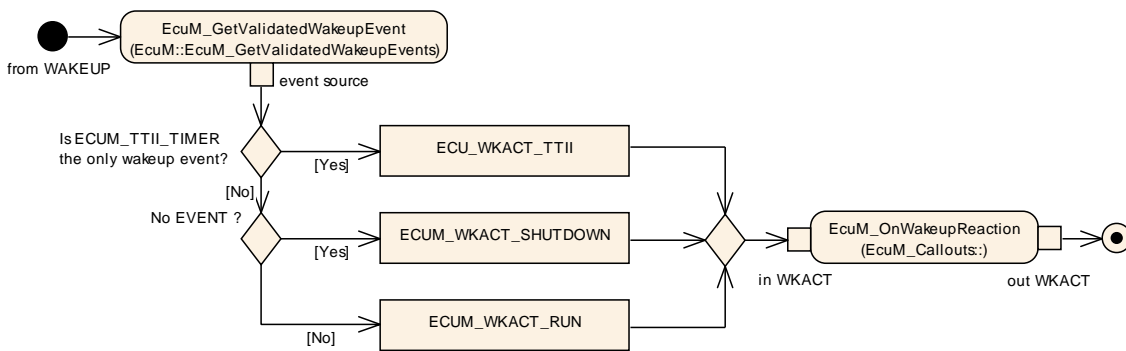 EcuM_GetValidatedWakeupEvent
(EcuM::EcuM_GetValidatedWakeupEvents)
from WAKEUP
event source
Is ECUM_TTII_TIMER
the only wakeup event?
[Yes]
ECU_WKACT_TTII
[No]
No EVENT ?
[Yes]
ECUM_WKACT_SHUTDOWN
[No]
ECUM_WKACT_RUN
EcuM_OnWakeupReaction
(EcuM_Callouts::)
in WKACT
out WKACT